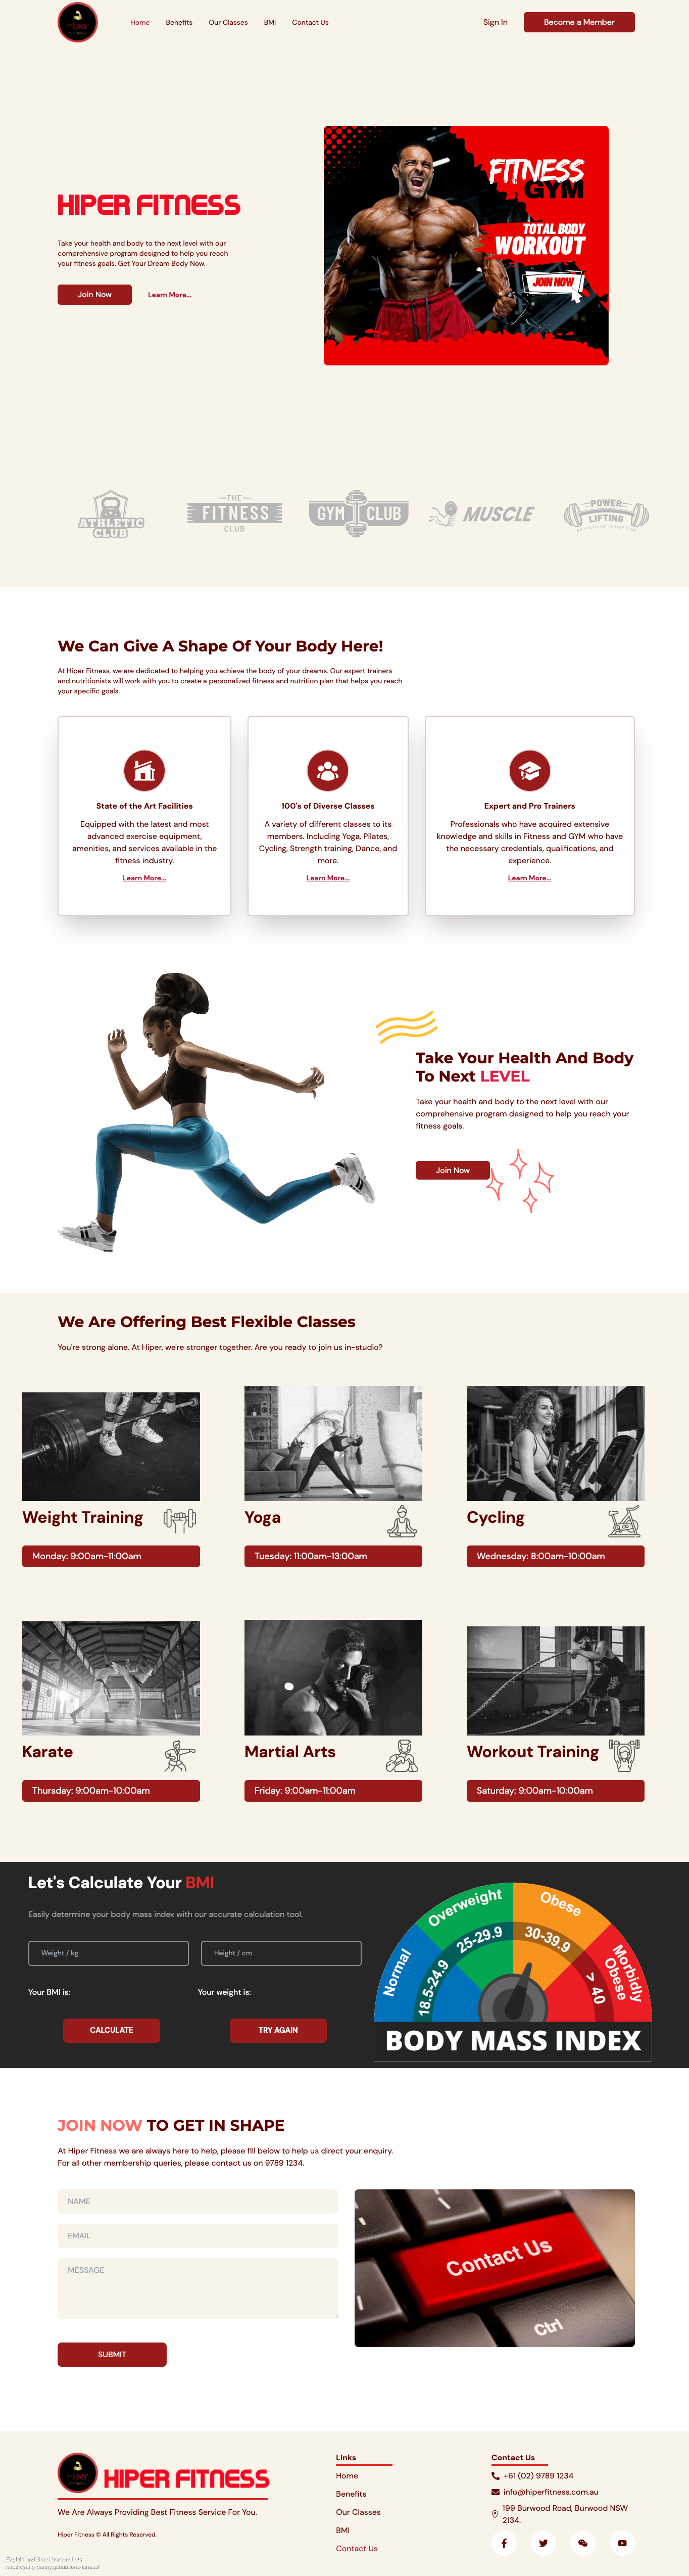 Hiper
Home Benefits Our Classes BMI Contact Us
Sign In Become a Member
FITNESS
GYM
TOTAL BODY
WORKOUT
JOIN NOW
HIPER FITNESS
Take your health and body to the next level with our
comprehensive program designed to help you reach
your fitness goals. Get Your Dream Body Now.
Join Now Learn More...
ATHLETIC
CLUB
THE
FITNESS
CLUB
GYM CLUB
MUSCLE
POWER
LIFTING
We Can Give A Shape Of Your Body Here!
At Hiper Fitness, we are dedicated to helping you achieve the body of your dreams. Our expert trainers
and nutritionists will work with you to create a personalized fitness and nutrition plan that helps you reach
your specific goals.
State of the Art Facilities
Equipped with the latest and most
advanced exercise equipment,
amenities, and services available in the
fitness industry.
Learn More...
100's of Diverse Classes
A variety of different classes to its
members. Including Yoga, Pilates,
Cycling, Strength training, Dance, and
more.
Learn More...
Expert and Pro Trainers
Professionals who have acquired extensive
knowledge and skills in Fitness and GYM who have
the necessary credentials, qualifications, and
experience.
Learn More...
Take Your Health And Body
To Next LEVEL
Take your health and body to the next level with our
comprehensive program designed to help you reach your
fitness goals.
Join Now
We Are Offering Best Flexible Classes
You're strong alone. At Hiper, we're stronger together. Are you ready to join us in-studio?
Weight Training
Monday: 9:00am-11:00am
Yoga
Tuesday: 11:00am-13:00am
Cycling
Wednesday: 8:00am-10:00am
Karate
Thursday: 9:00am-10:00am
Martial Arts
Friday: 9:00am-11:00am
Workout Training
Saturday: 9:00am-10:00am
Let's Calculate Your BMI
Easily determine your body mass index with our accurate calculation tool.
Weight / kg Height / cm
Your BMI is: Your weight is:
CALCULATE TRY AGAIN
Normal
Overweight
Obese
Morbidly
Obese
18.5-24.9
25-29.9
30-39.9
> 40
BODY MASS INDEX
JOIN NOW TO GET IN SHAPE
At Hiper Fitness we are always here to help, please fill below to help us direct your enquiry.
For all other membership queries, please contact us on 9789 1234.
NAME
EMAIL
MESSAGE
SUBMIT
Contact Us
Ctrl
Hiper
HIPER FITNESS
We Are Always Providing Best Fitness Service For You.
Hiper Fitness © All Rights Reserved.
Links
Home
Benefits
Our Classes
BMI
Contact Us
Contact Us
+61 (02) 9789 1234
info@hiperfitness.com.au
199 Burwood Road, Burwood NSW
2134.
Explain and Send Screenshots